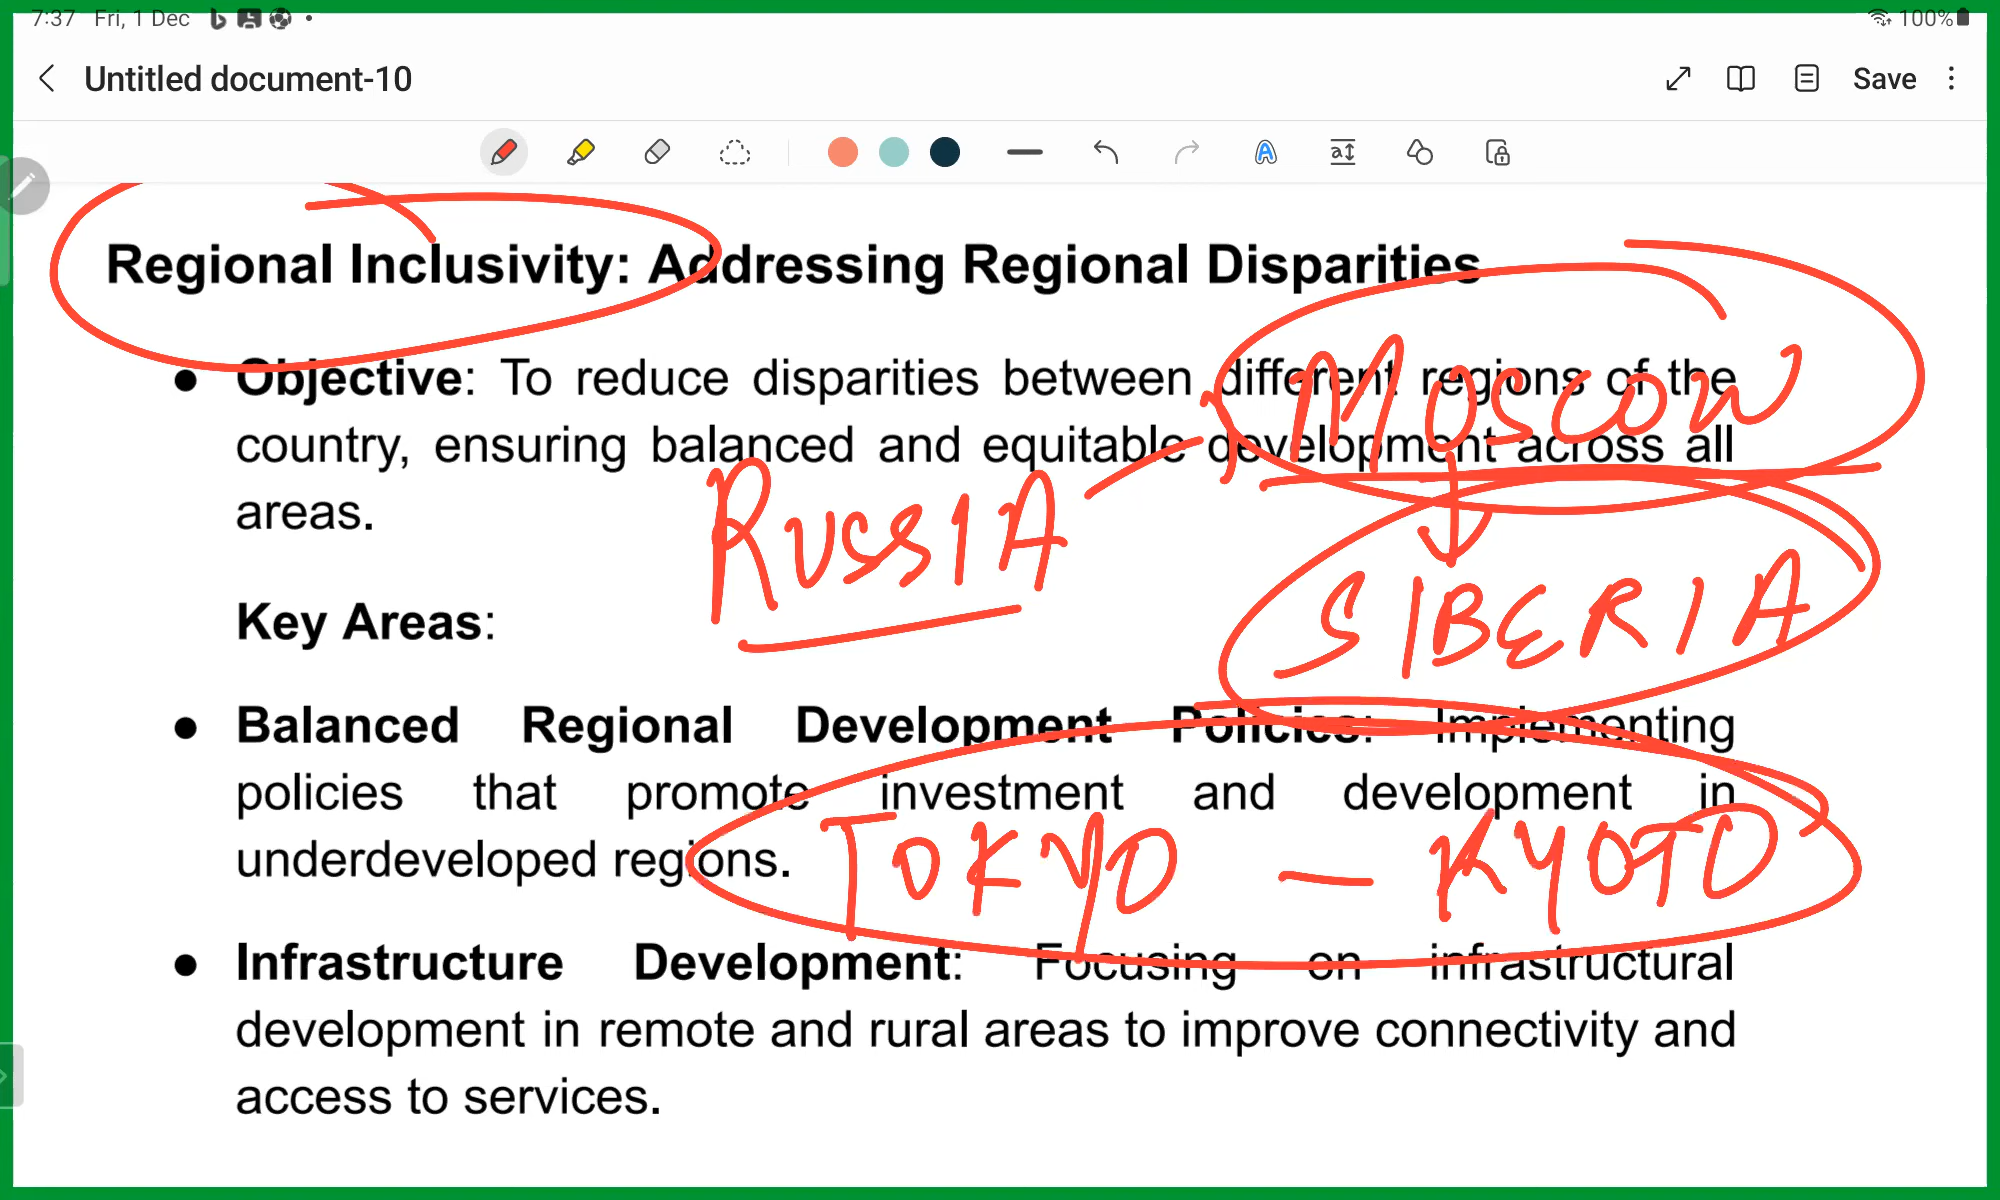 7:37 Fri, 1 Dec 100%
Untitled document-10 Save
Regional Inclusivity: Addressing Regional Disparities
Objective: To reduce disparities between different regions of the
MOSCOW
country, ensuring balanced and equitable development across all
areas.
RUSSIA
SIBERIA
Key Areas:
Balanced Regional Development Policies: Implementing
policies that promote investment and development in
underdeveloped regions.
TOKYO — KYOTO
Infrastructure Development: Focusing on infrastructural
development in remote and rural areas to improve connectivity and
access to services.